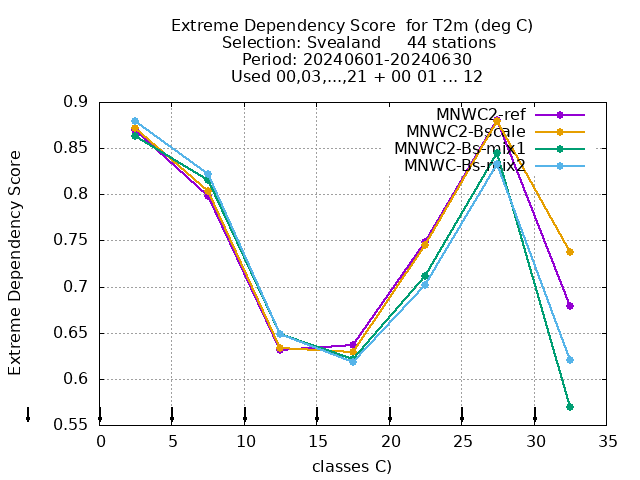 Extreme Dependency Score  for T2m (deg C)
Selection: Svealand     44 stations
Period: 20240601-20240630
Used 00,03,...,21 + 00 01 ... 12
MNWC2-ref
MNWC2-Bscale
MNWC2-Bs-mix1
MNWC-Bs-mix2
Extreme Dependency Score
0.9
0.85
0.8
0.75
0.7
0.65
0.6
0.55
0 5 10 15 20 25 30 35
classes C)